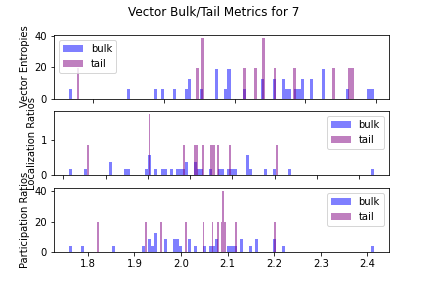 Vector Bulk/Tail Metrics for 7
Vector Entropies
40
20
0
bulk
tail
Localization Ratios
1
0
bulk
tail
Participation Ratios
40
20
0
bulk
tail
1.8 1.9 2.0 2.1 2.2 2.3 2.4